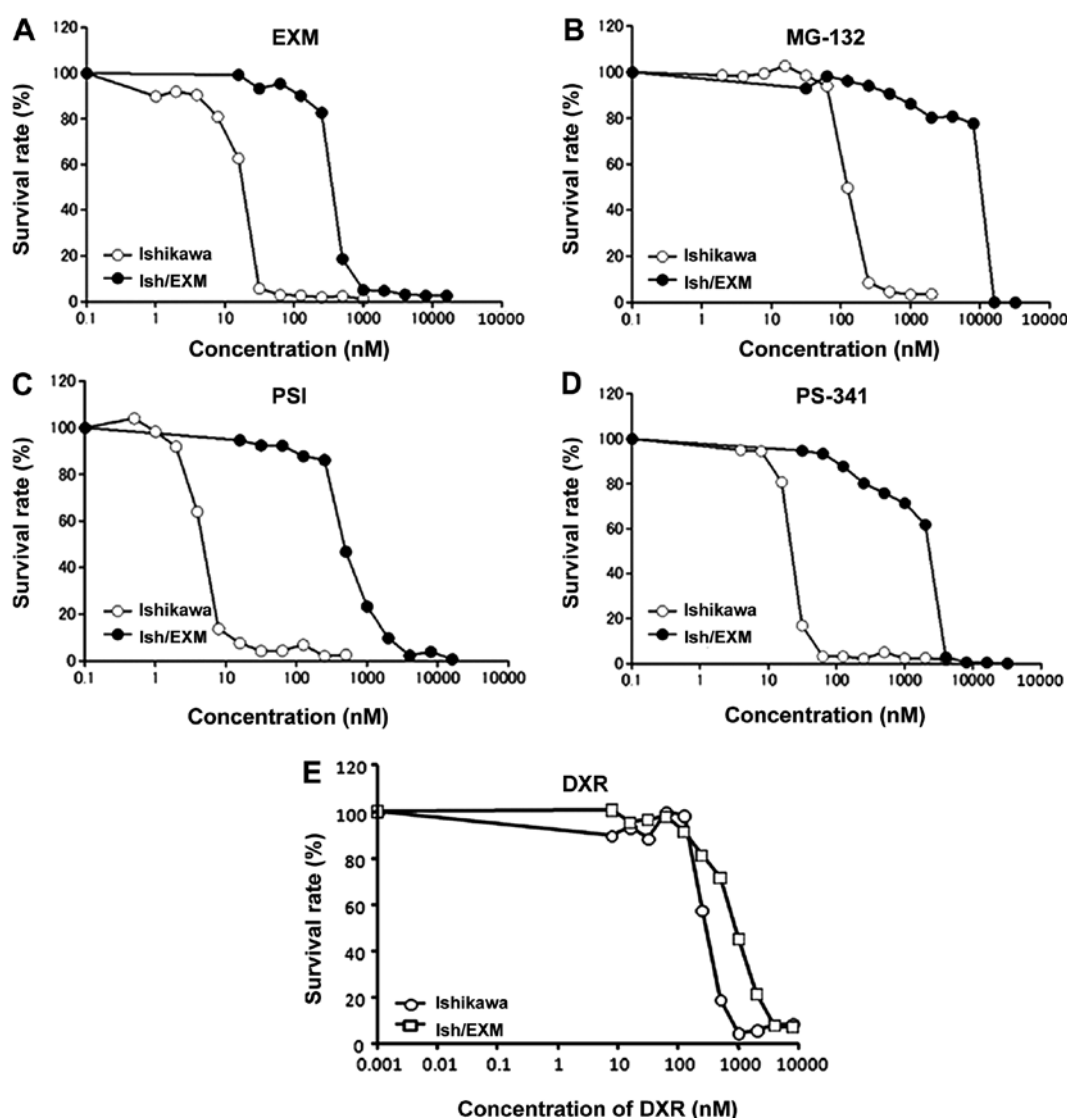 A
EXM
120
100
80
60
40
20
0
Survival rate (%)
Ishikawa
Ish/EXM
0.1 1 10 100 1000 10000
Concentration (nM)
B
MG-132
120
100
80
60
40
20
0
Survival rate (%)
Ishikawa
Ish/EXM
0.1 1 10 100 1000 10000 100000
Concentration (nM)
C
PSI
120
100
80
60
40
20
0
Survival rate (%)
Ishikawa
Ish/EXM
0.1 1 10 100 1000 10000 100000
Concentration (nM)
D
PS-341
120
100
80
60
40
20
0
Survival rate (%)
Ishikawa
Ish/EXM
0.1 1 10 100 1000 10000 100000
Concentration (nM)
E
DXR
120
100
80
60
40
20
0
Survival rate (%)
Ishikawa
Ish/EXM
0.001 0.01 0.1 1 10 100 1000 10000
Concentration of DXR (nM)